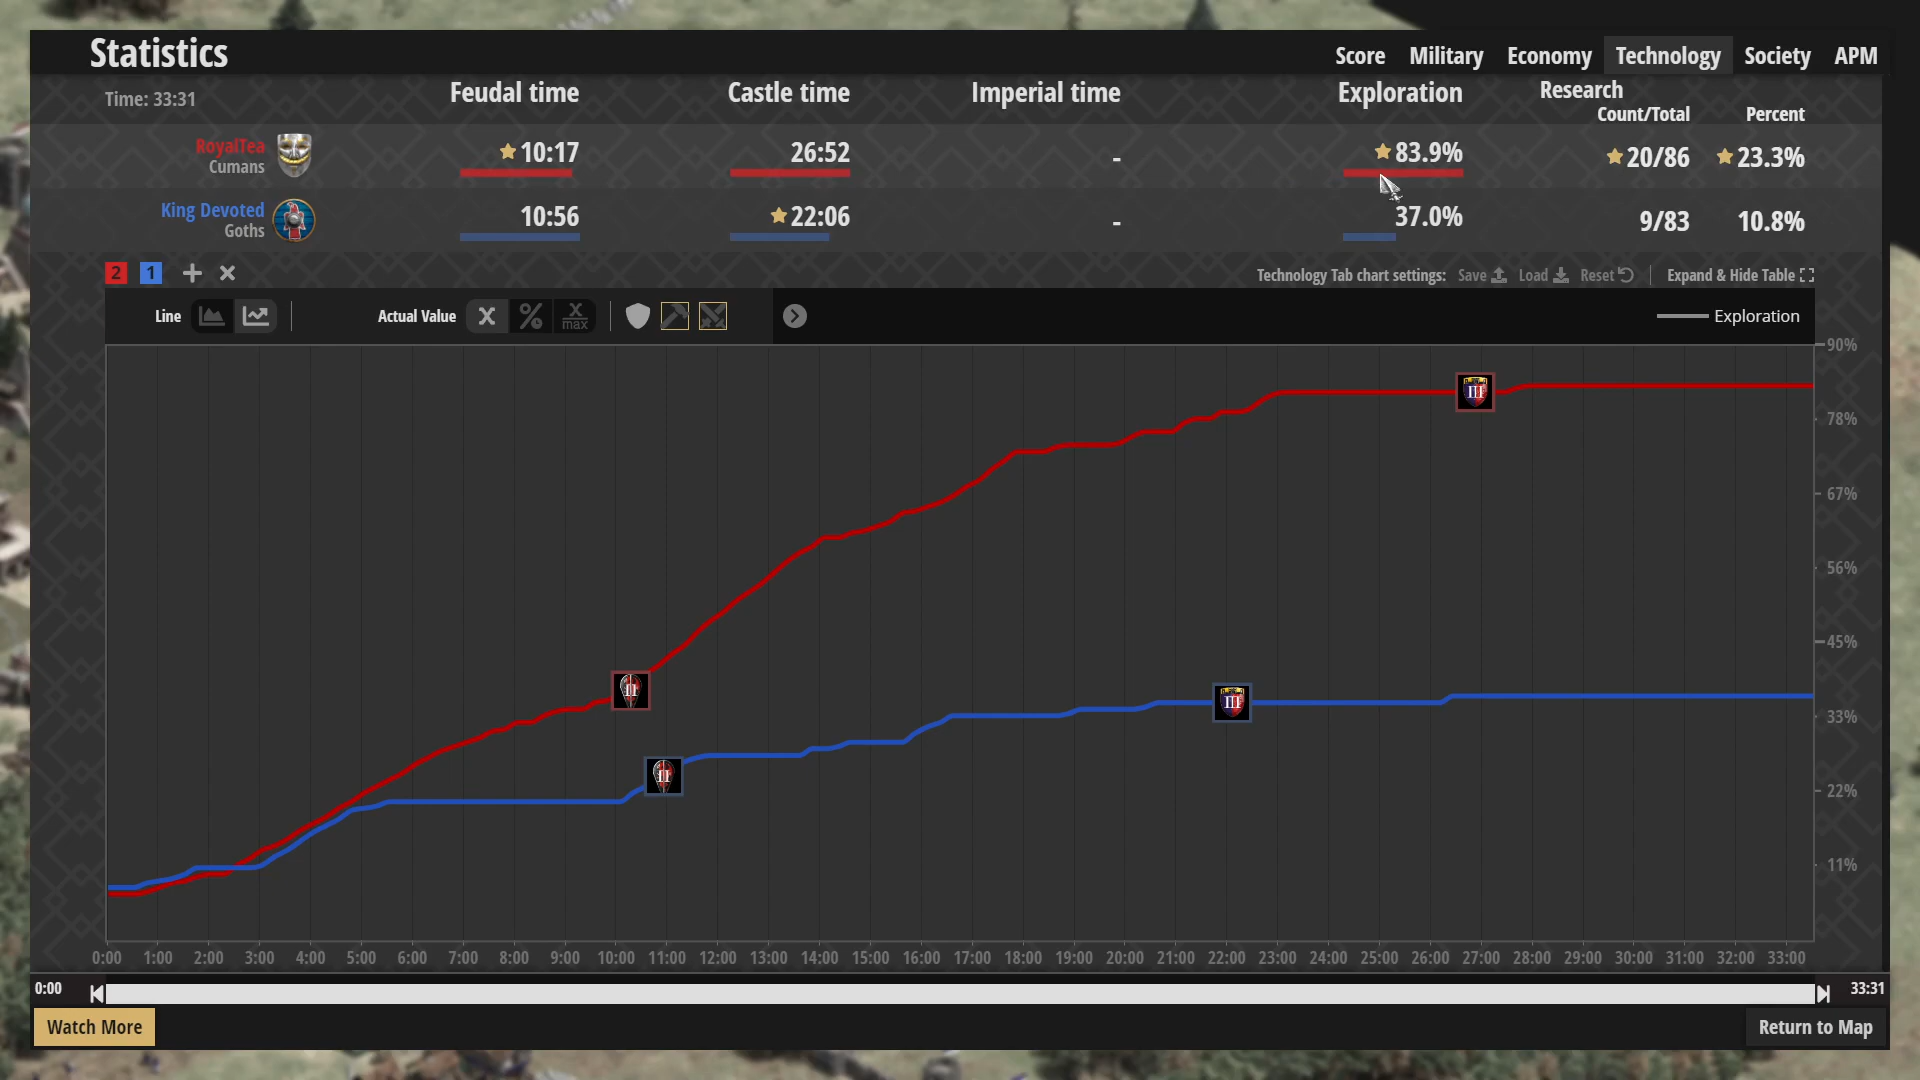 Statistics
Score Military Economy Technology Society APM
Time: 33:31 Feudal time Castle time Imperial time Exploration Research
Count/Total Percent
RoyalTea 10:17 26:52 - 83.9% 20/86 23.3%
Cumans
King Devoted 10:56 22:06 - 37.0% 9/83 10.8%
Goths
2 1 Technology Tab chart settings: Save Load Reset Expand & Hide Table
Line Actual Value X % X
max
Exploration
90%
III
78%
67%
56%
45%
II
III
33%
II
22%
11%
0:00 1:00 2:00 3:00 4:00 5:00 6:00 7:00 8:00 9:00 10:00 11:00 12:00 13:00 14:00 15:00 16:00 17:00 18:00 19:00 20:00 21:00 22:00 23:00 24:00 25:00 26:00 27:00 28:00 29:00 30:00 31:00 32:00 33:00
0:00 33:31
Watch More Return to Map